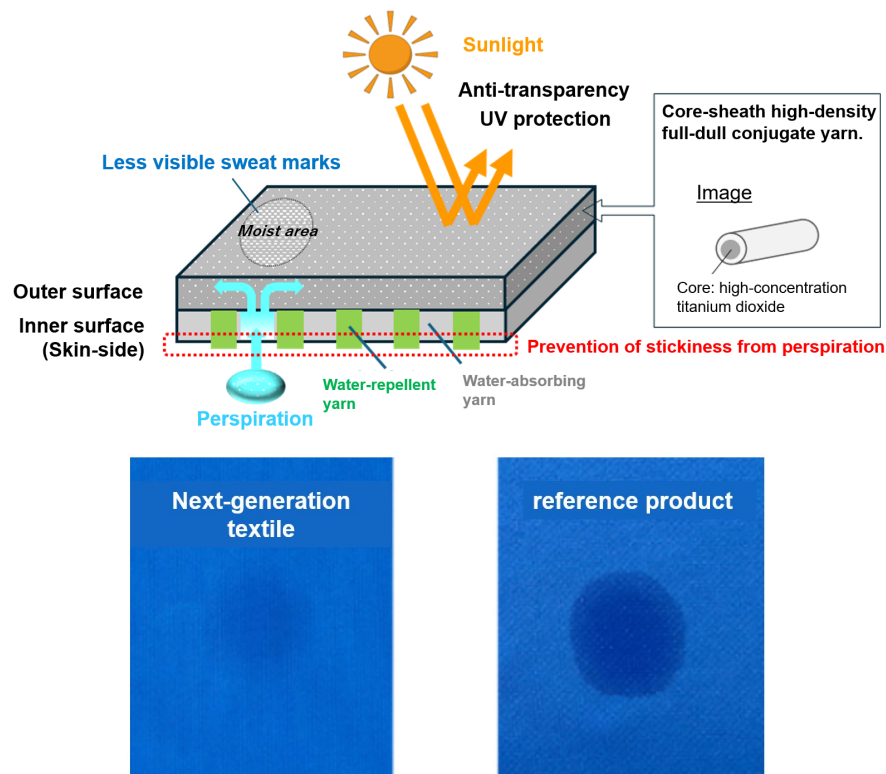 Sunlight
Anti-transparency
UV protection
Core-sheath high-density
full-dull conjugate yarn.
Image
Core: high-concentration
titanium dioxide
Less visible sweat marks
Moist area
Outer surface
Inner surface
(Skin-side)
Prevention of stickiness from perspiration
Water-repellent
yarn
Water-absorbing
yarn
Perspiration
Next-generation
textile
reference product